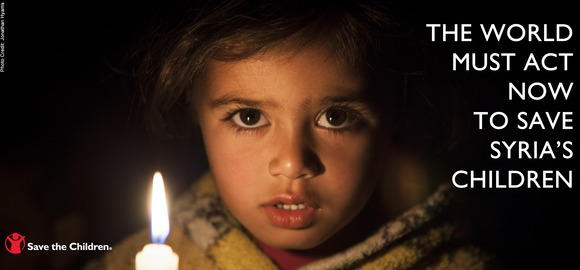 Photo Credit: Jonathan Hyams
THE WORLD
MUST ACT
NOW
TO SAVE
SYRIA'S
CHILDREN
Save the Children®